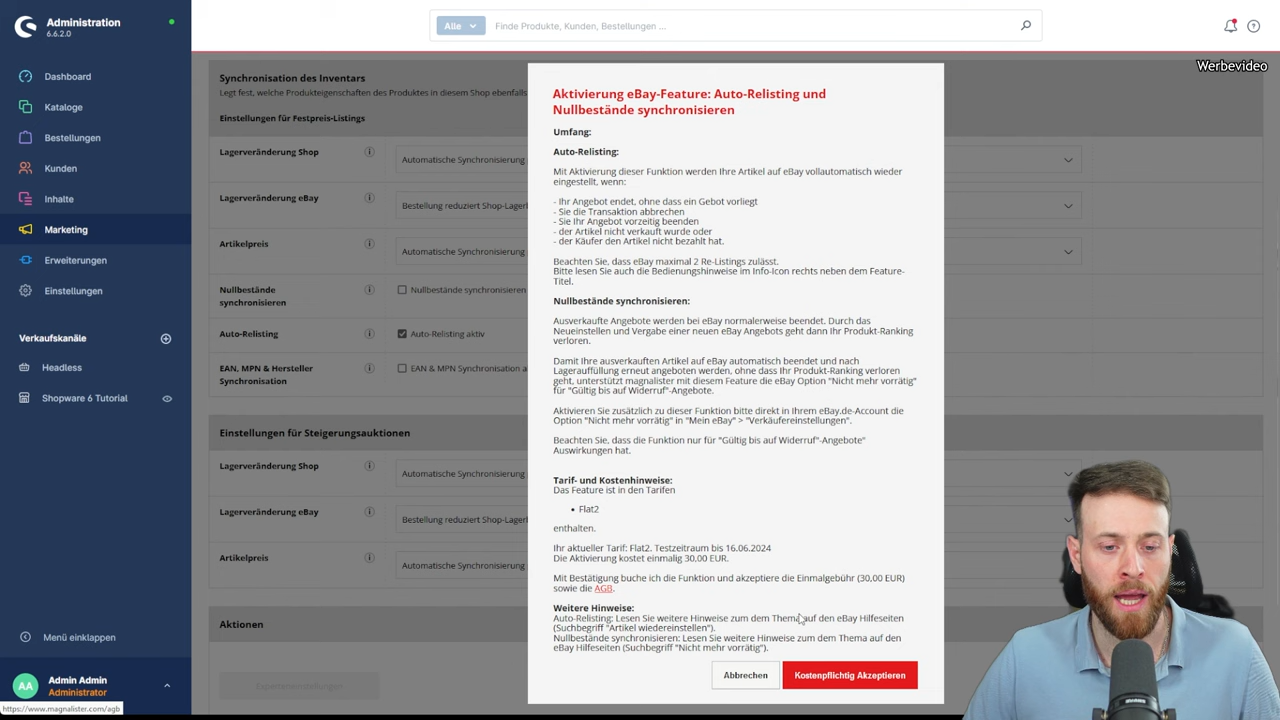 Administration
6.6.2.0
Alle
Finde Produkte, Kunden, Bestellungen ...
Werbevideo
Dashboard
Kataloge
Bestellungen
Kunden
Inhalte
Marketing
Erweiterungen
Einstellungen
Verkaufskanäle
Headless
Shopware 6 Tutorial
Menü einklappen
AA
Admin Admin
Administrator
https://www.magnalister.com/agb
Synchronisation des Inventars
Legt fest, welche Produkteigenschaften des Produktes in diesem Shop ebenfalls
Einstellungen für Festpreis-Listings
Lagerveränderung Shop
Automatische Synchronisierung
Lagerveränderung eBay
Bestellung reduziert Shop-Lager
Artikelpreis
Automatische Synchronisierung
Nullbestände
synchronisieren
Nullbestände synchronisieren
Auto-Relisting
Auto-Relisting aktiv
EAN, MPN & Hersteller
Synchronisation
EAN & MPN Synchronisation
Einstellungen für Steigerungsauktionen
Lagerveränderung Shop
Automatische Synchronisierung
Lagerveränderung eBay
Bestellung reduziert Shop-Lager
Artikelpreis
Automatische Synchronisierung
Aktionen
Experteneinstellungen
Aktivierung eBay-Feature: Auto-Relisting und
Nullbestände synchronisieren
Umfang:
Auto-Relisting:
Mit Aktivierung dieser Funktion werden Ihre Artikel auf eBay vollautomatisch wieder
eingestellt, wenn:
- Ihr Angebot endet, ohne dass ein Gebot vorliegt
- Sie die Transaktion abbrechen
- Sie Ihr Angebot vorzeitig beenden
- der Artikel nicht verkauft wurde oder
- der Käufer den Artikel nicht bezahlt hat.
Beachten Sie, dass eBay maximal 2 Re-Listings zulässt.
Bitte lesen Sie auch die Bedienungshinweise im Info-Icon rechts neben dem Feature-
Titel.
Nullbestände synchronisieren:
Ausverkaufte Angebote werden bei eBay normalerweise beendet. Durch das
Neueinstellen und Vergabe einer neuen eBay Angebots geht dann Ihr Produkt-Ranking
verloren.
Damit Ihre ausverkauften Artikel auf eBay automatisch beendet und nach
Lagerauffüllung erneut angeboten werden, ohne dass Ihr Produkt-Ranking verloren
geht, unterstützt magnalister mit diesem Feature die eBay Option "Nicht mehr vorrätig"
für "Gültig bis auf Widerruf"-Angebote.
Aktivieren Sie zusätzlich zu dieser Funktion bitte direkt in Ihrem eBay.de-Account die
Option "Nicht mehr vorrätig" in "Mein eBay" > "Verkäufereinstellungen".
Beachten Sie, dass die Funktion nur für "Gültig bis auf Widerruf"-Angebote"
Auswirkungen hat.
Tarif- und Kostenhinweise:
Das Feature ist in den Tarifen
• Flat2
enthalten.
Ihr aktueller Tarif: Flat2. Testzeitraum bis 16.06.2024
Die Aktivierung kostet einmalig 30,00 EUR.
Mit Bestätigung buche ich die Funktion und akzeptiere die Einmalgebühr (30,00 EUR)
sowie die AGB.
Weitere Hinweise:
Auto-Relisting: Lesen Sie weitere Hinweise zum dem Thema auf den eBay Hilfeseiten
(Suchbegriff "Artikel wiedereinstellen").
Nullbestände synchronisieren: Lesen Sie weitere Hinweise zum dem Thema auf den
eBay Hilfeseiten (Suchbegriff "Nicht mehr vorrätig").
Abbrechen
Kostenpflichtig Akzeptieren